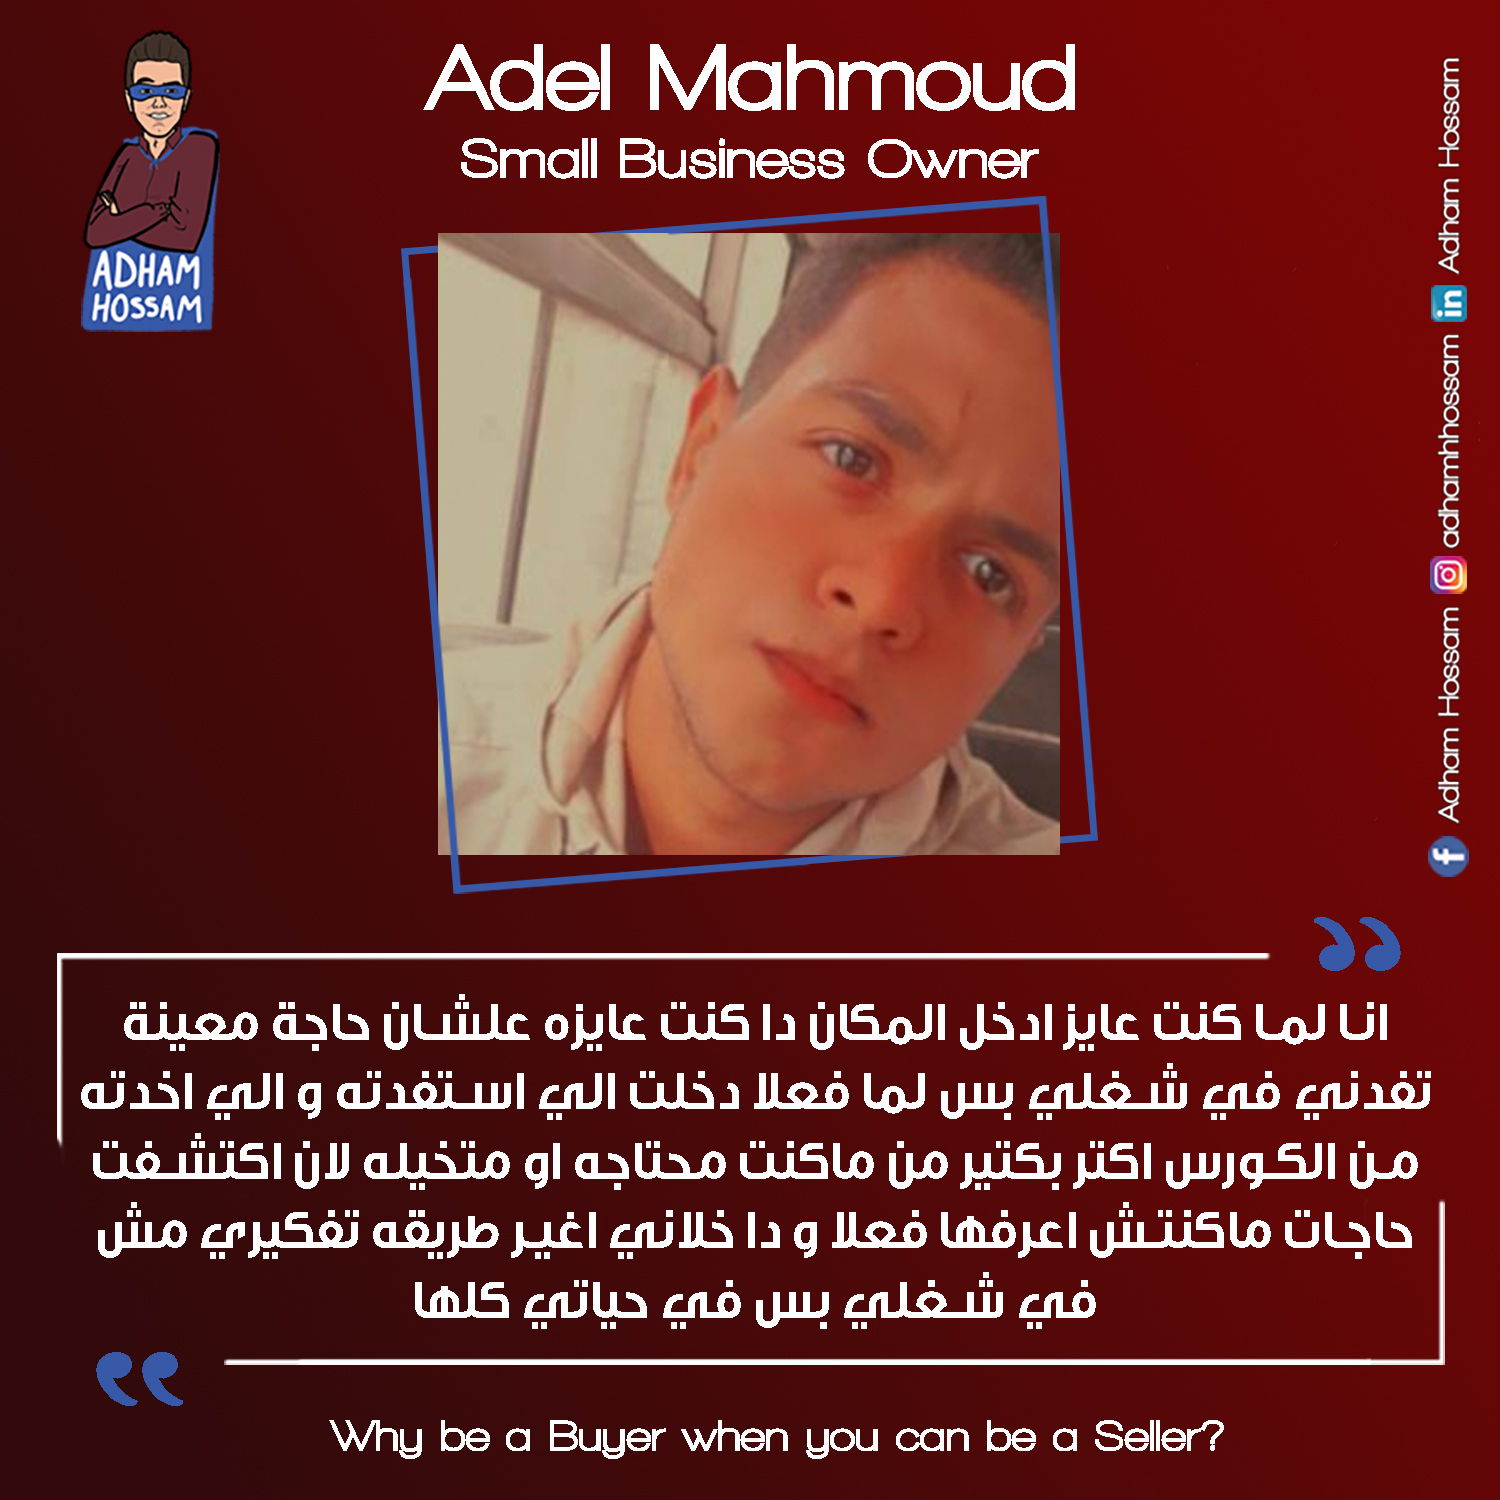 Adel Mahmoud
Small Business Owner
ADHAM
HOSSAM
Adham Hossam
adhamhhossam
Adham Hossam
انا لما كنت عايز ادخل المكان دا كنت عايزه علشان حاجة معينة
تفدني في شغلي بس لما فعلا دخلت الي استفدته و الي اخدته
من الكورس اكتر بكتير من ماكنت محتاجه او متخيله لان اكتشفت
حاجات ماكنتش اعرفها فعلا و دا خلاني اغير طريقه تفكيري مش
في شغلي بس في حياتي كلها
Why be a Buyer when you can be a Seller?